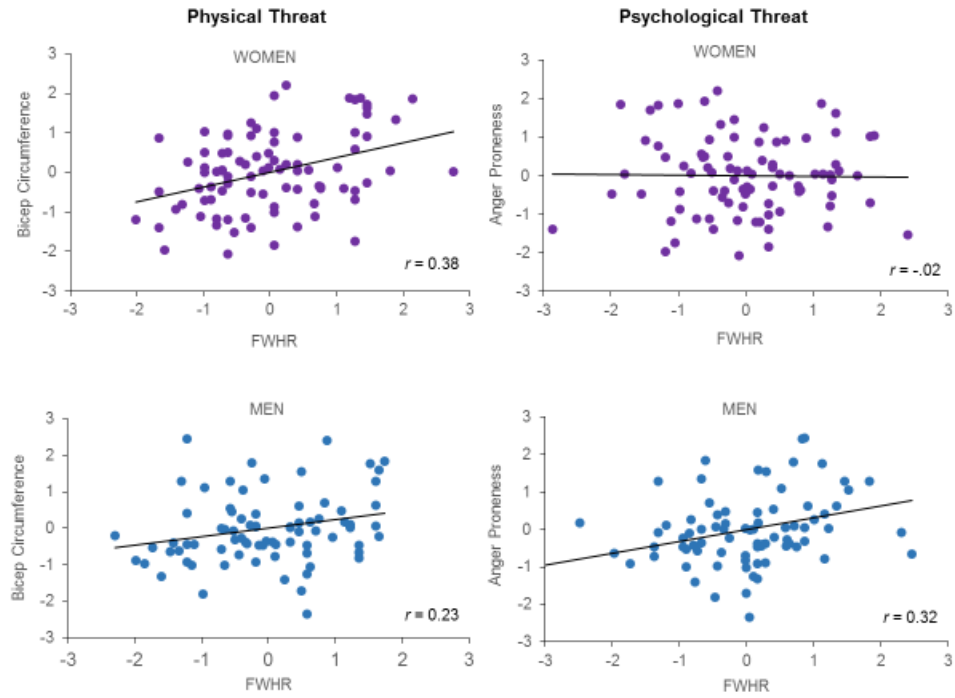 Physical Threat
WOMEN
Bicep Circumference
3
2
1
0
-1
-2
-3
r = 0.38
-3 -2 -1 0 1 2 3
FWHR
Psychological Threat
WOMEN
Anger Proneness
3
2
1
0
-1
-2
-3
r = -.02
-3 -2 -1 0 1 2 3
FWHR
MEN
Bicep Circumference
3
2
1
0
-1
-2
-3
r = 0.23
-3 -2 -1 0 1 2 3
FWHR
MEN
Anger Proneness
3
2
1
0
-1
-2
-3
r = 0.32
-3 -2 -1 0 1 2 3
FWHR